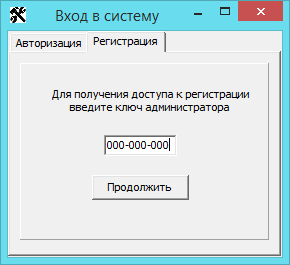 Вход в систему
Авторизация Регистрация
Для получения доступа к регистрации
введите ключ администратора
000-000-000
Продолжить